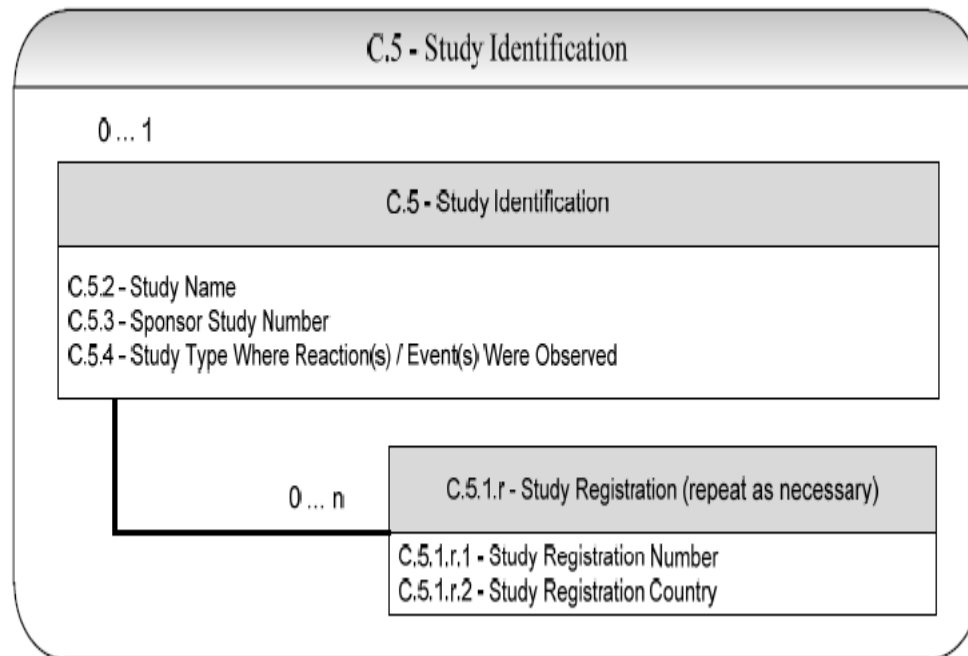 C.5 - Study Identification
0 ... 1
C.5 - Study Identification
C.5.2 - Study Name
C.5.3 - Sponsor Study Number
C.5.4 - Study Type Where Reaction(s) / Event(s) Were Observed
0 ... n
C.5.1.r - Study Registration (repeat as necessary)
C.5.1.r.1 - Study Registration Number
C.5.1.r.2 - Study Registration Country